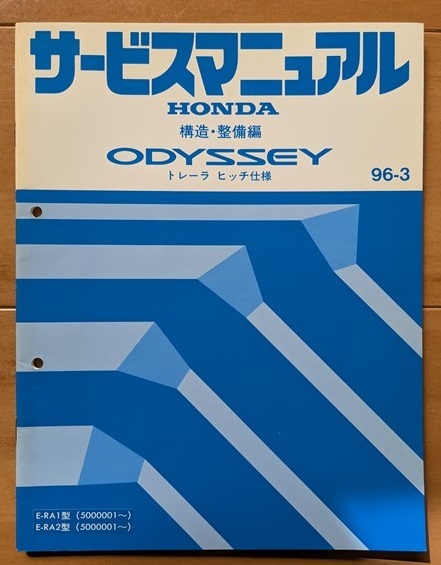 サービスマニュアル
HONDA
構造・整備編
ODYSSEY
トレーラ ヒッチ仕様
96-3
E-RA1型 (5000001～)
E-RA2型 (5000001～)